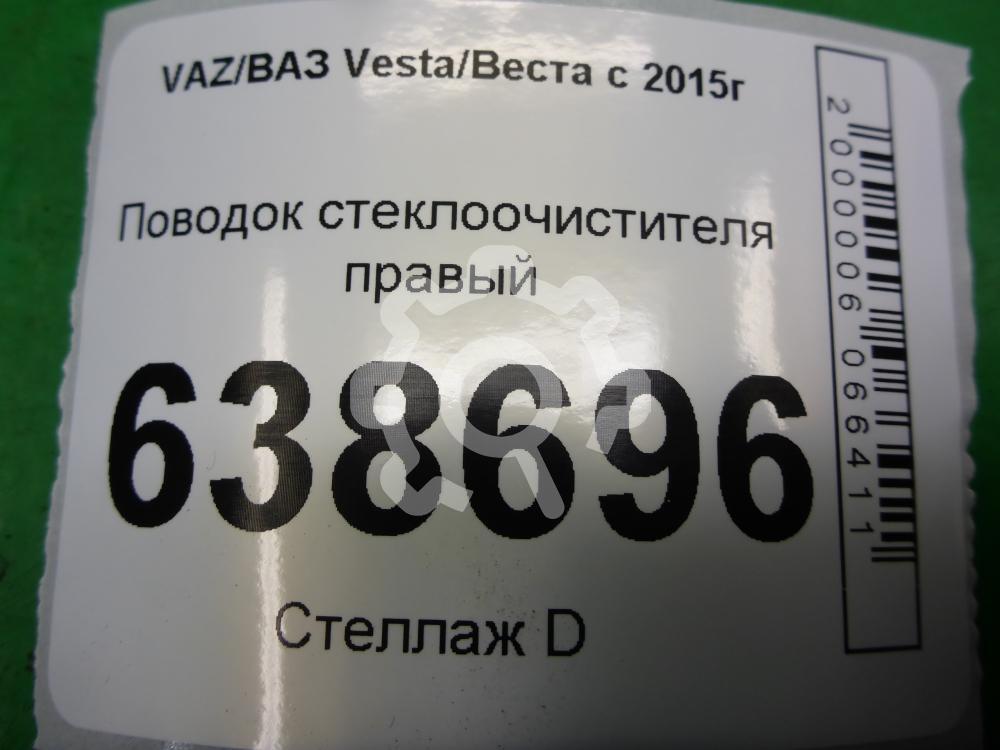 VAZ/ВАЗ Vesta/Веста с 2015г
Поводок стеклоочистителя
правый
638696
Стеллаж D
2000006066411